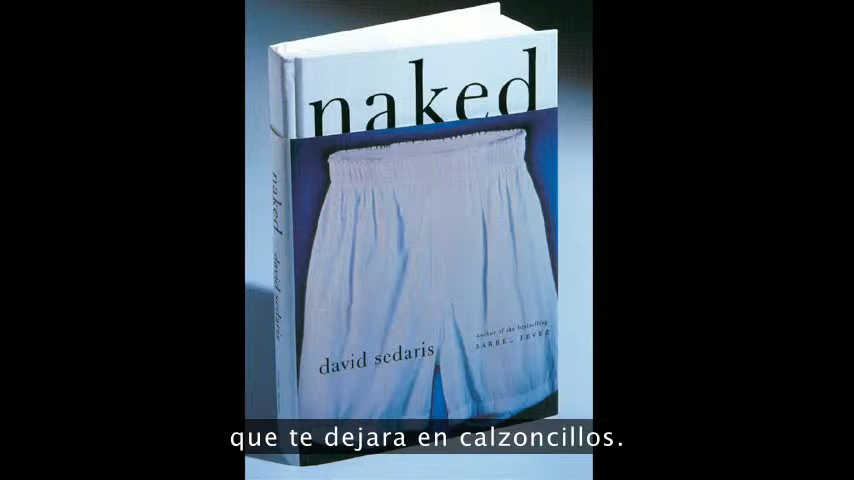 naked
naked
david sedaris
author of the bestselling
BARREL FEVER
david sedaris
que te dejara en calzoncillos.